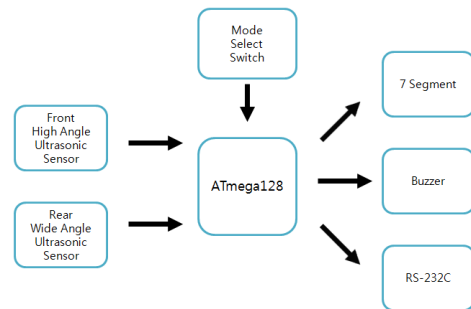 Mode
Select
Switch
Front
High Angle
Ultrasonic
Sensor
Rear
Wide Angle
Ultrasonic
Sensor
ATmega128
7 Segment
Buzzer
RS-232C